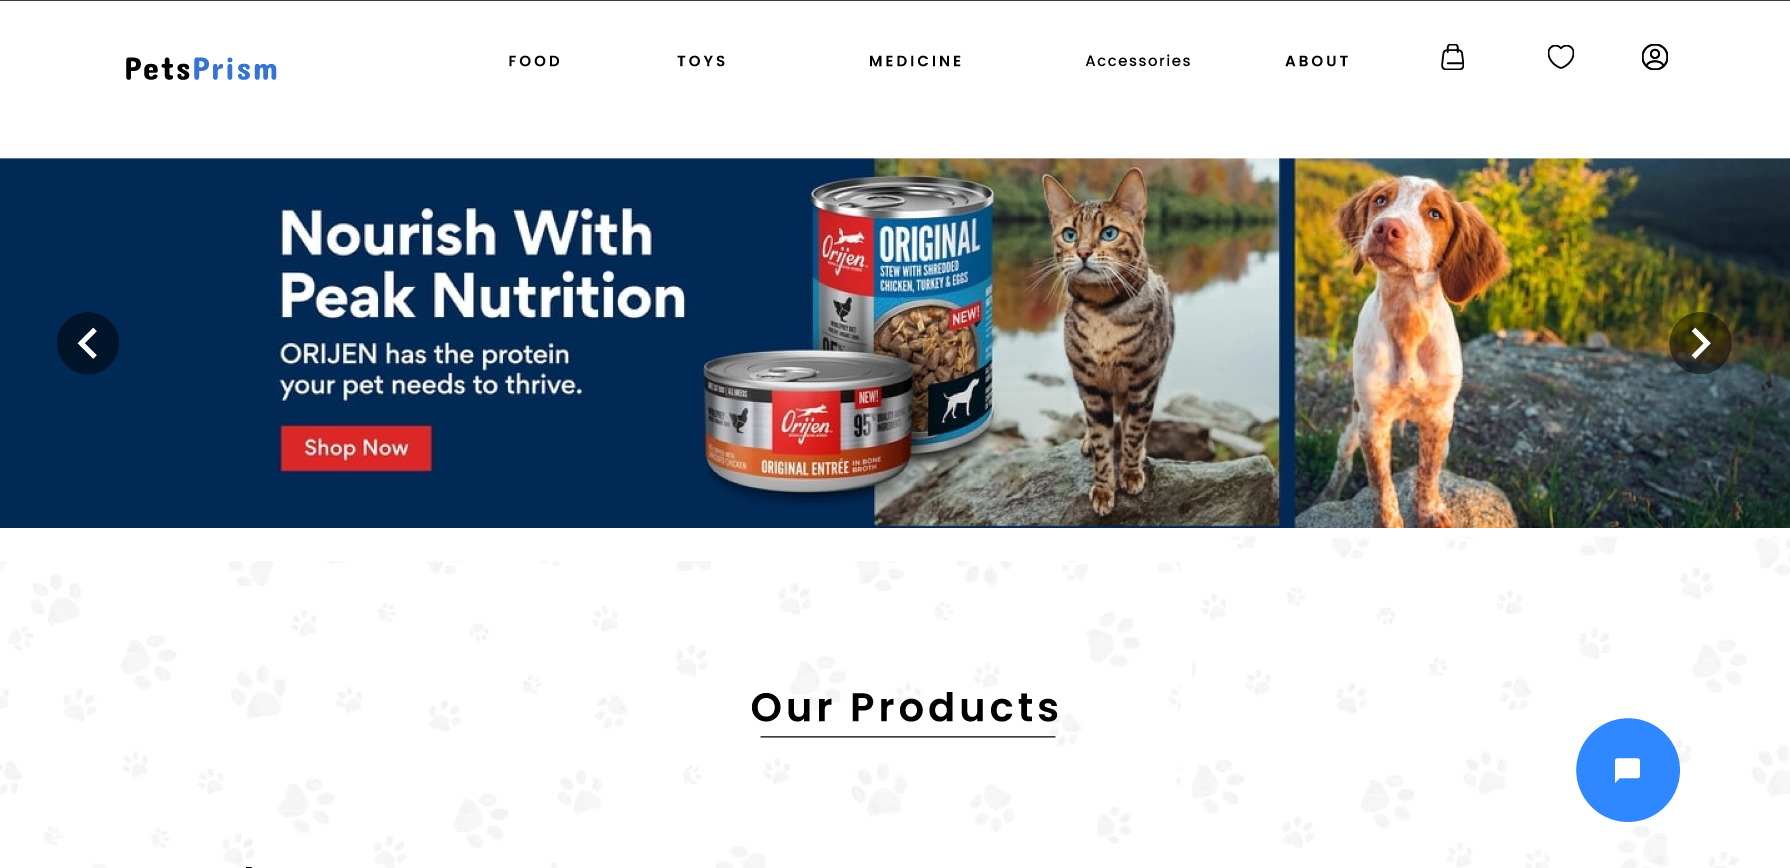 PetsPrism
FOOD
TOYS
MEDICINE
Accessories
ABOUT
Nourish With
Peak Nutrition
ORIJEN has the protein
your pet needs to thrive.
Shop Now
Orijen
ORIGINAL
STEW WITH SHREDDED
CHICKEN, TURKEY & EGGS
NEW!
Orijen
NEW!
95
ORIGINAL ENTRÉE IN BONE
BROTH
Our Products